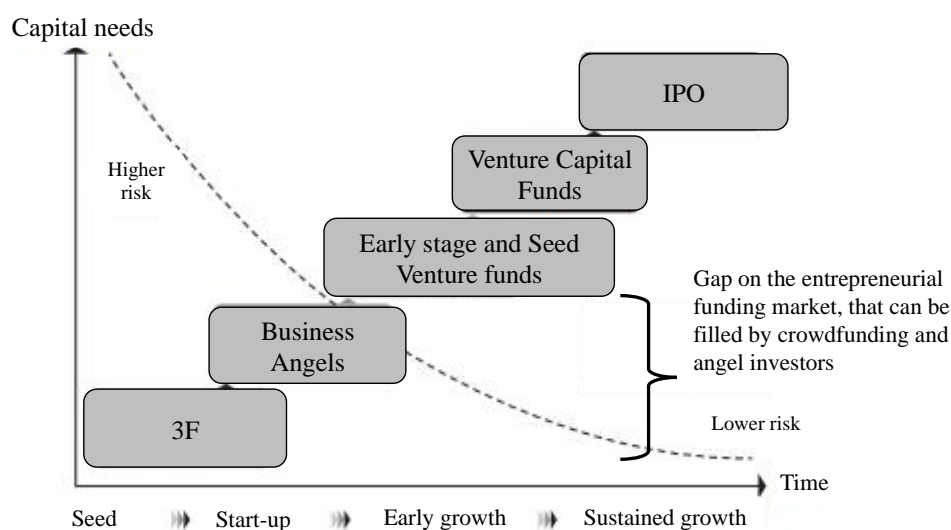 Capital needs
IPO
Venture Capital
Funds
Higher
risk
Early stage and Seed
Venture funds
Gap on the entrepreneurial
funding market, that can be
filled by crowdfunding and
angel investors
Business
Angels
3F
Lower risk
Time
Seed Start-up Early growth Sustained growth